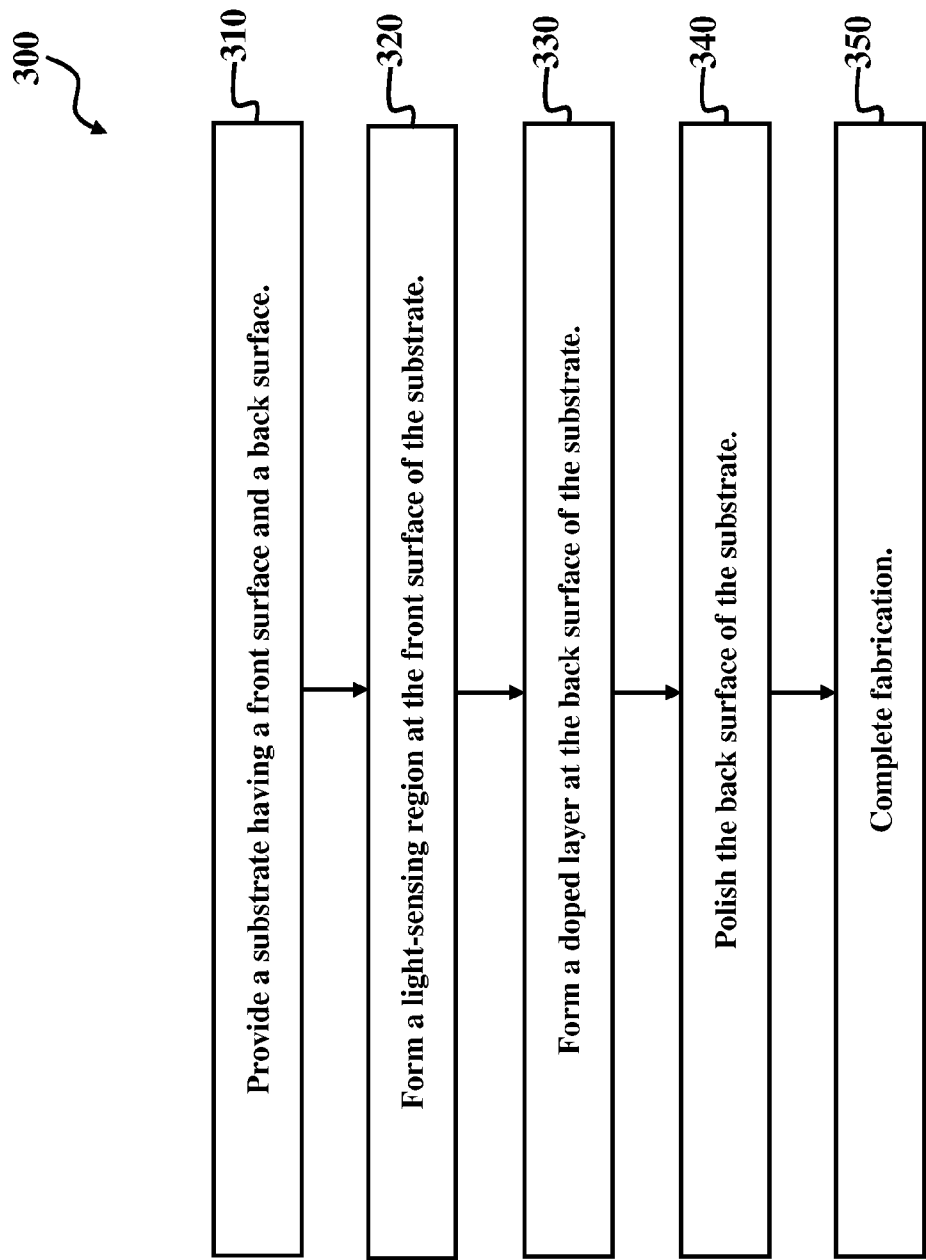 300
Provide a substrate having a front surface and a back surface.
310
Form a light-sensing region at the front surface of the substrate.
320
Form a doped layer at the back surface of the substrate.
330
Polish the back surface of the substrate.
340
Complete fabrication.
350